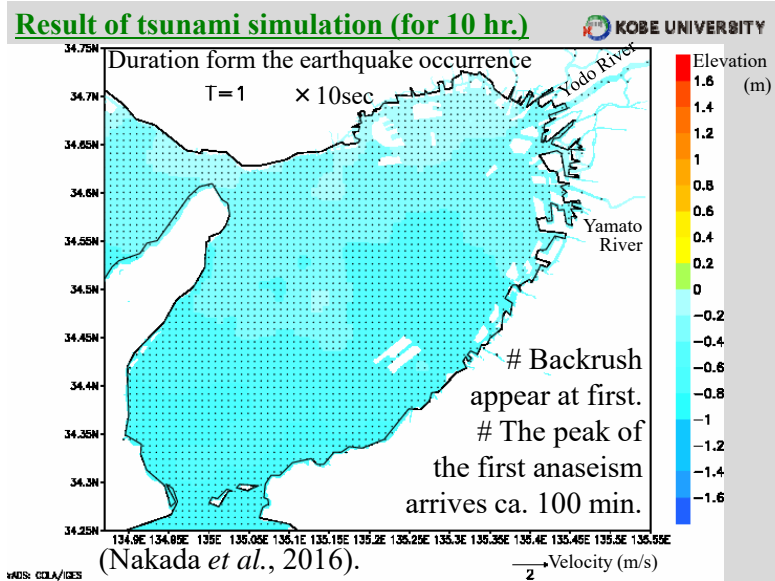 Result of tsunami simulation (for 10 hr.)
KOBE UNIVERSITY
Duration form the earthquake occurrence
T=1 × 10sec
Yodo River
Yamato
River
# Backrush
appear at first.
# The peak of
the first anaseism
arrives ca. 100 min.
34.75N
34.7N
34.65N
34.6N
34.55N
34.5N
34.45N
34.4N
34.35N
34.3N
34.25N
134.9E 134.95E 135E 135.1E 135.15E 135.2E 135.25E 135.3E 135.35E 135.4E 135.45E 135.5E 135.55E
Elevation
(m)
1.6
1.4
1.2
1
0.8
0.6
0.4
0.2
0
−0.2
−0.4
−0.6
−0.8
−1
−1.2
−1.4
−1.6
(Nakada et al., 2016).
Velocity (m/s)
2
GrADS: COLA/IGES